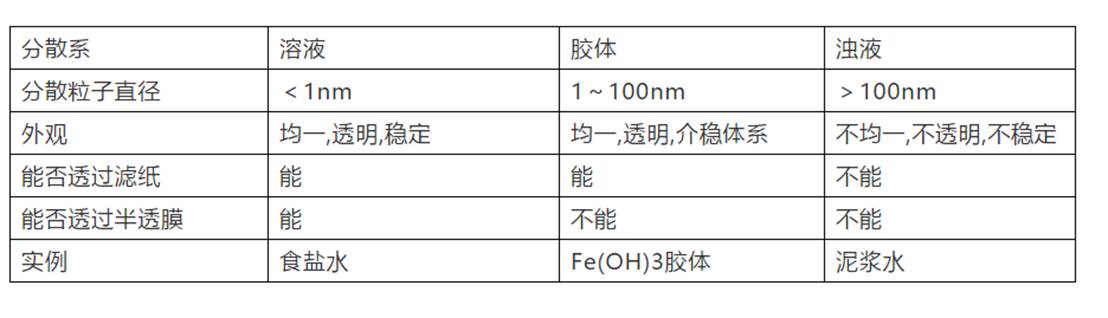 分散系 溶液 胶体 浊液
分散粒子直径 ＜1nm 1～100nm ＞100nm
外观 均一,透明,稳定 均一,透明,介稳体系 不均一,不透明,不稳定
能否透过滤纸 能 能 不能
能否透过半透膜 能 不能 不能
实例 食盐水 Fe(OH)3胶体 泥浆水